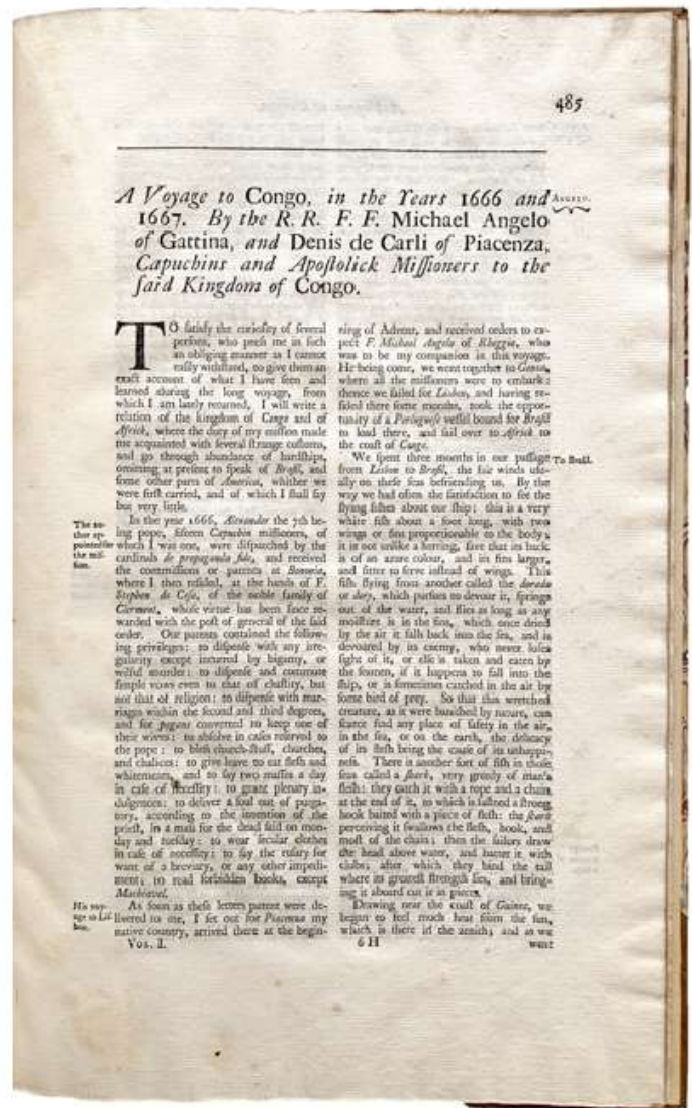 485
A Voyage to Congo, in the Years 1666 and
1667. By the R. R. F. F. Michael Angelo
of Gattina, and Denis de Carli of Piacenza,
Capuchins and Apoſtolick Miſſioners to the
ſaid Kingdom of Congo.
ANGELO.
TO ſatisfy the curioſity of ſeveral
perſons, who preſs me in ſuch
an obliging manner as I cannot
eaſily withſtand, to give them an
exact account of what I have ſeen and
learned during the long voyage, from
which I am lately returned, I will write a
relation of the kingdom of Congo and of
Africk, where the duty of my miſſion made
me acquainted with ſeveral ſtrange cuſtoms,
and go through abundance of hardſhips,
omitting at preſent to ſpeak of Braſil, and
ſome other parts of America, whither we
were firſt carried, and of which I ſhall ſay
but very little.
The au-
thor ap-
pointed for
the miſ-
ſion.
In the year 1666, Alexander the 7th be-
ing pope, fifteen Capuchin miſſioners, of
which I was one, were diſpatched by the
cardinals de propaganda fide, and received
the commiſſions or patents at Bononia,
where I then reſided, at the hands of F.
Stephen de Ceſa, of the noble family of
Clermont, whoſe virtue has been ſince re-
warded with the poſt of general of the ſaid
order. Our patents contained the follow-
ing privileges: to diſpenſe with any irre-
gularity except incurred by bigamy, or
wilful murder: to diſpenſe and commute
ſimple vows even to that of chaſtity, but
not that of religion: to diſpenſe with mar-
riages within the ſecond and third degrees,
and for pagans converted to keep one of
their wives: to abſolve in caſes reſerved to
the pope: to bleſs church-ſtuff, churches,
and chalices: to give leave to eat fleſh and
whitemeats, and to ſay two maſſes a day
in caſe of neceſſity: to grant plenary in-
dulgences: to deliver a ſoul out of purga-
tory, according to the intention of the
prieſt, in a maſs for the dead ſaid on mon-
day and tueſday: to wear ſecular clothes
in caſe of neceſſity: to ſay the roſary for
want of a breviary, or any other impedi-
ment; to read forbidden books, except
Machiavel.
His voy-
age to Liſ-
bon.
As ſoon as theſe letters patent were de-
livered to me, I ſet out for Piacenza my
native country, arrived there at the begin-
VOL. I.
ning of Advent, and received orders to ex-
pect F. Michael Angelo of Rheggio, who
was to be my companion in this voyage.
He being come, we went together to Genoa,
where all the miſſioners were to embark:
thence we ſailed for Liſbon, and having re-
ſided there ſome months, took the oppor-
tunity of a Portugueſe veſſel bound for Braſil
to load there, and ſail over to Africk to
the coaſt of Congo.
To Braſil.
We ſpent three months in our paſſage
from Liſbon to Braſil, the fair winds uſu-
ally on theſe ſeas befriending us. By the
way we had often the ſatisfaction to ſee the
flying fiſhes about our ſhip: this is a very
white fiſh about a foot long, with two
wings or fins proportionable to the body;
it is not unlike a herring, ſave that its back
is of an azure colour, and its fins larger,
and fitter to ſerve inſtead of wings. This
fiſh flying from another called the dorado
or dory, which purſues to devour it, ſprings
out of the water, and flies as long as any
moiſture is in the fins, which once dried
by the air it falls back into the ſea, and is
devoured by its enemy, who never loſes
ſight of it, or elſe is taken and eaten by
the ſeamen, if it happens to fall into the
ſhip, or is ſometimes catched in the air by
ſome bird of prey. So that this wretched
creature, as it were baniſhed by nature, can
ſcarce find any place of ſafety in the air,
in the ſea, or on the earth, the delicacy
of its fleſh being the cauſe of its unhappi-
neſs. There is another ſort of fiſh in thoſe
ſeas called a ſhark, very greedy of man's
fleſh: they catch it with a rope and a chain
at the end of it, to which is faſtned a ſtrong
hook baited with a piece of fleſh: the ſhark
perceiving it ſwallows the fleſh, hook, and
moſt of the chain; then the ſailors draw
the head above water, and batter it with
clubs; after which they bind the tail
where its greateſt ſtrength lies, and bring-
ing it aboard cut it in pieces.
Drawing near the coaſt of Guinea, we
began to feel much heat from the ſun,
which is there in the zenith; and as we
6 H
went